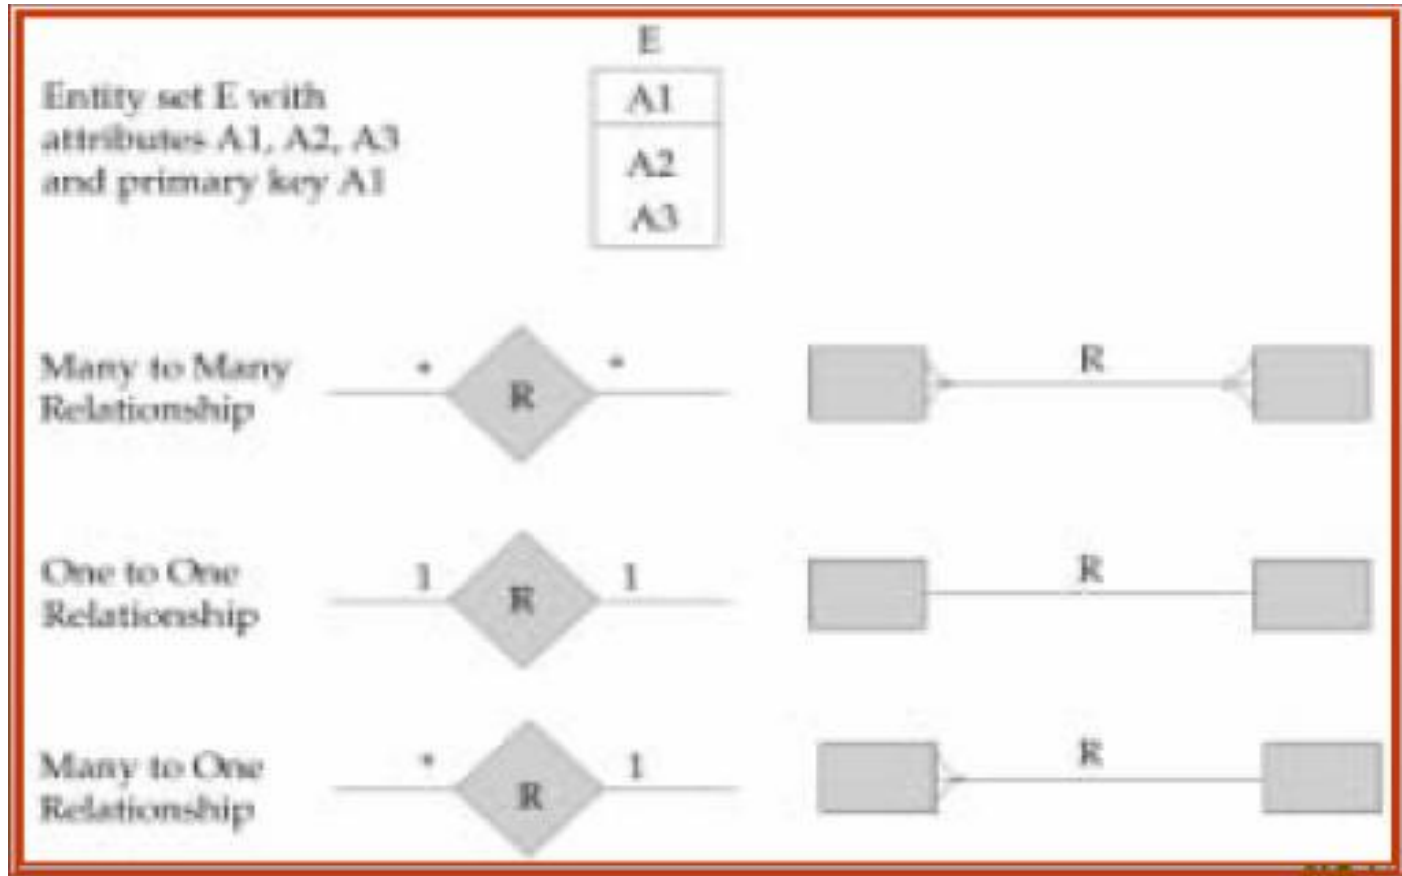 E
Entity set E with
attributes A1, A2, A3
and primary key A1
A1
A2
A3
Many to Many
Relationship
*
R
*
R
One to One
Relationship
1
R
1
R
Many to One
Relationship
*
R
1
R